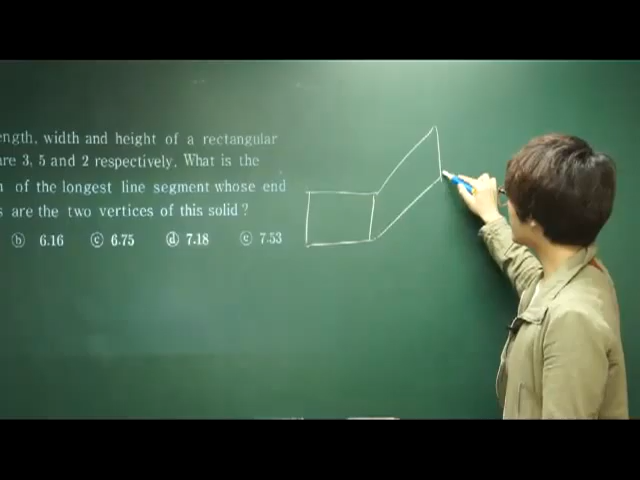 ength, width and height of a rectangular
re 3, 5 and 2 respectively. What is the
of the longest line segment whose end
s are the two vertices of this solid ?
ⓑ 6.16 ⓒ 6.75 ⓓ 7.18 ⓔ 7.53